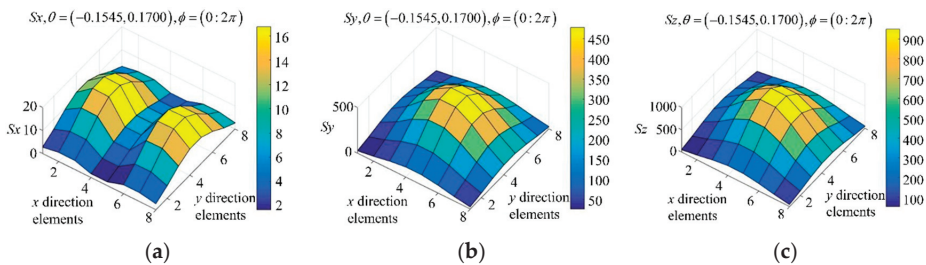 Sx, θ = (−0.1545, 0.1700), ϕ = (0 : 2π)
16
14
12
10
8
6
4
2
20
10
0
Sx
2
4
6
8
x direction
elements
2
4
6
8
y direction
elements
(a)
Sy, θ = (−0.1545, 0.1700), ϕ = (0 : 2π)
450
400
350
300
250
200
150
100
50
500
0
Sy
2
4
6
8
x direction
elements
2
4
6
8
y direction
elements
(b)
Sz, θ = (−0.1545, 0.1700), ϕ = (0 : 2π)
900
800
700
600
500
400
300
200
100
1000
500
0
Sz
2
4
6
8
x direction
elements
2
4
6
8
y direction
elements
(c)